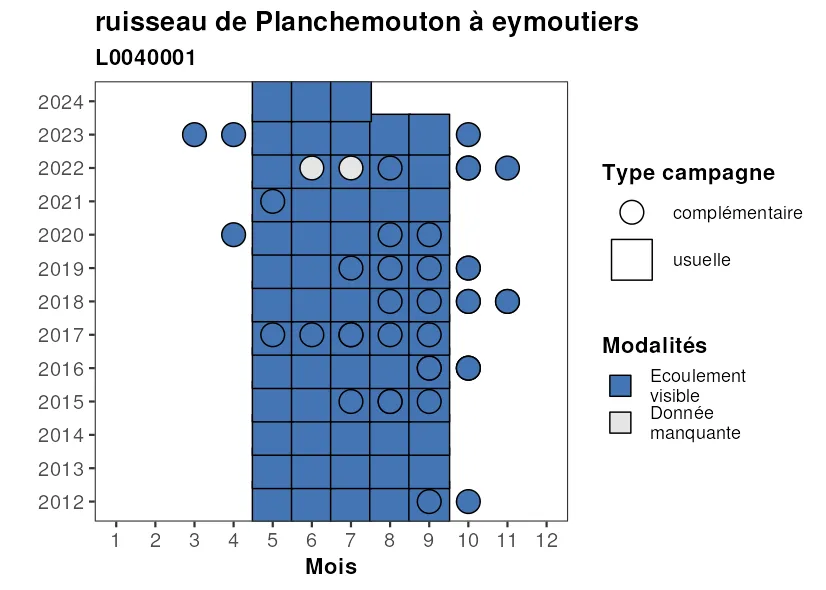 ruisseau de Planchemouton à eymoutiers
L0040001
2024
2023
2022
2021
2020
2019
2018
2017
2016
2015
2014
2013
2012
1 2 3 4 5 6 7 8 9 10 11 12
Mois
Type campagne
complémentaire
usuelle
Modalités
Ecoulement
visible
Donnée
manquante